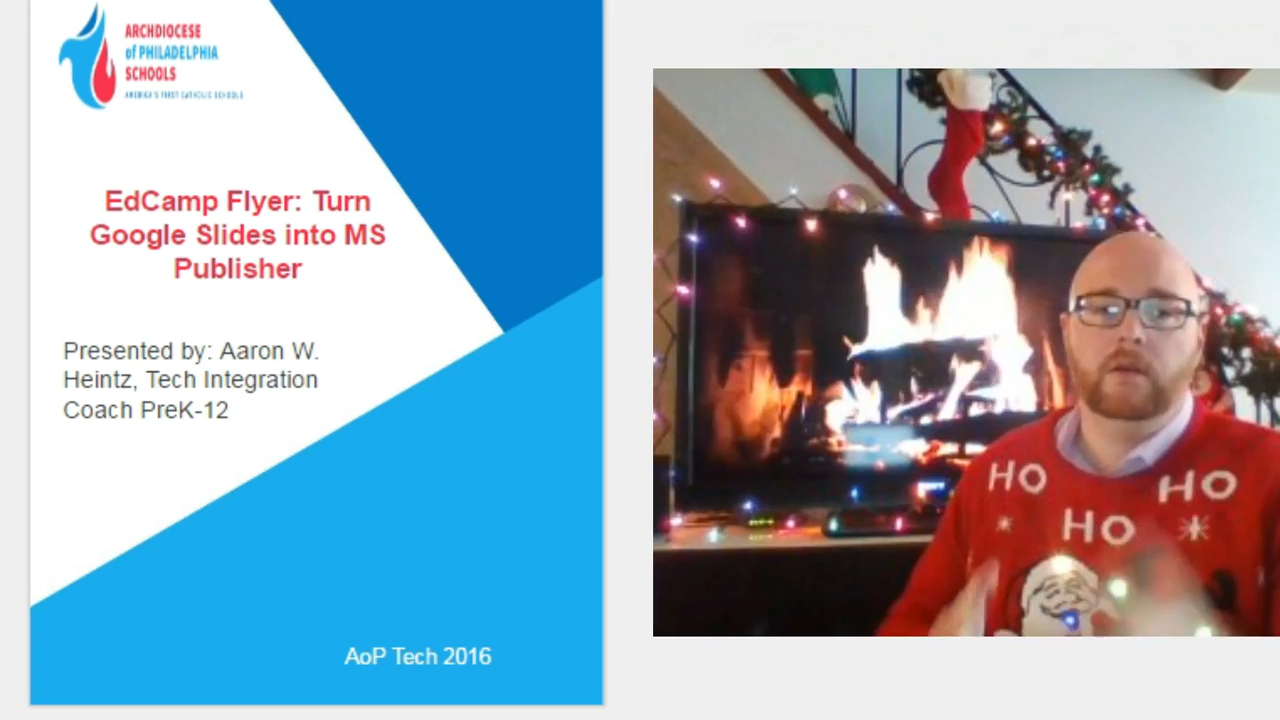 ARCHDIOCESE
of PHILADELPHIA
SCHOOLS
AMERICA'S FIRST CATHOLIC SCHOOLS
EdCamp Flyer: Turn
Google Slides into MS
Publisher
Presented by: Aaron W.
Heintz, Tech Integration
Coach PreK-12
AoP Tech 2016
HO HO
HO